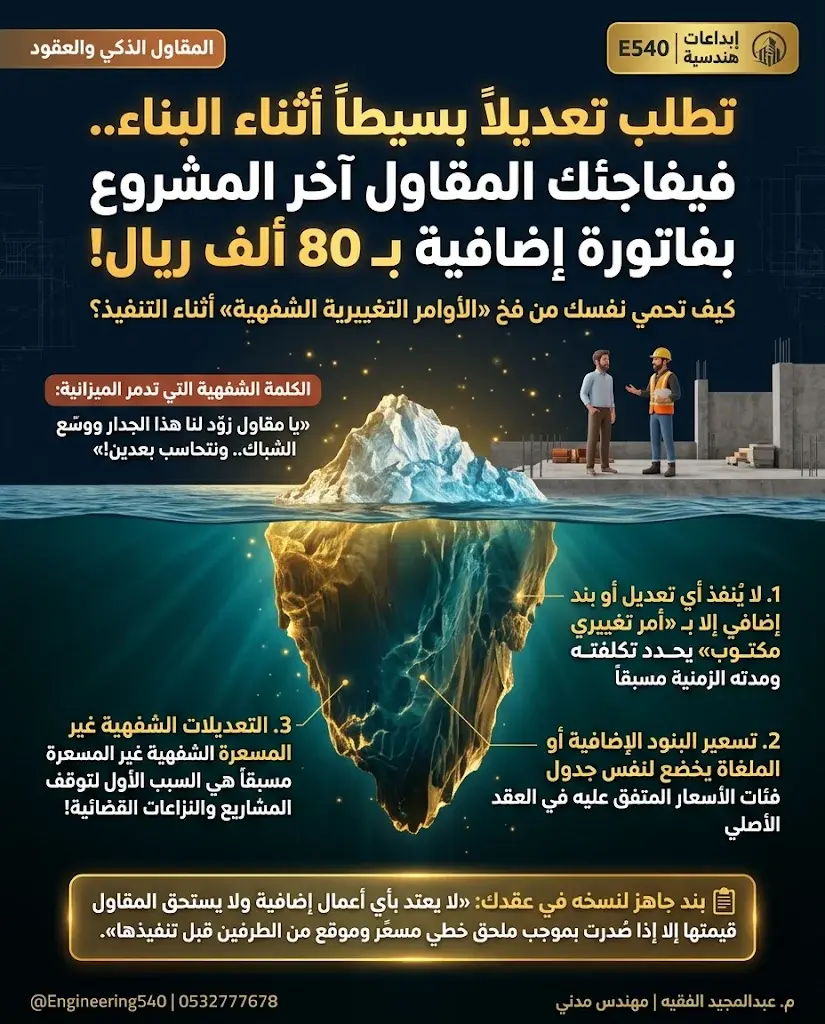 المقاول الذكي والعقود
إبداعات
هندسية
E540
تطلب تعديلاً بسيطاً أثناء البناء..
فيفاجئك المقاول آخر المشروع
بفاتورة إضافية بـ 80 ألف ريال!
كيف تحمي نفسك من فخ «الأوامر التغييرية الشفهية» أثناء التنفيذ؟
الكلمة الشفهية التي تدمر الميزانية:
«يا مقاول زوّد لنا هذا الجدار ووسّع
الشباك.. ونتحاسب بعدين!»
1. لا يُنفذ أي تعديل أو بند
إضافي إلا بـ «أمر تغييري
مكتـوب» يحـدد تكلفتـه
ومدته الزمنية مسبقاً
2. تسعير البنود الإضافية أو
الملغاة يخضع لنفس جدول
فئات الأسعار المتفق عليه في العقد
الأصلي
3. التعديلات الشفهية غير
المسعرة الشفهية غير المسعرة
مسبقاً هي السبب الأول لتوقف
المشاريع والنزاعات القضائية!
بند جاهز لنسخه في عقدك: «لا يعتد بأي أعمال إضافية ولا يستحق المقاول
قيمتها إلا إذا صُدرت بموجب ملحق خطي مسعَّر وموقع من الطرفين قبل تنفيذها».
م. عبدالمجيد الفقيه | مهندس مدني
@Engineering540 | 0532777678